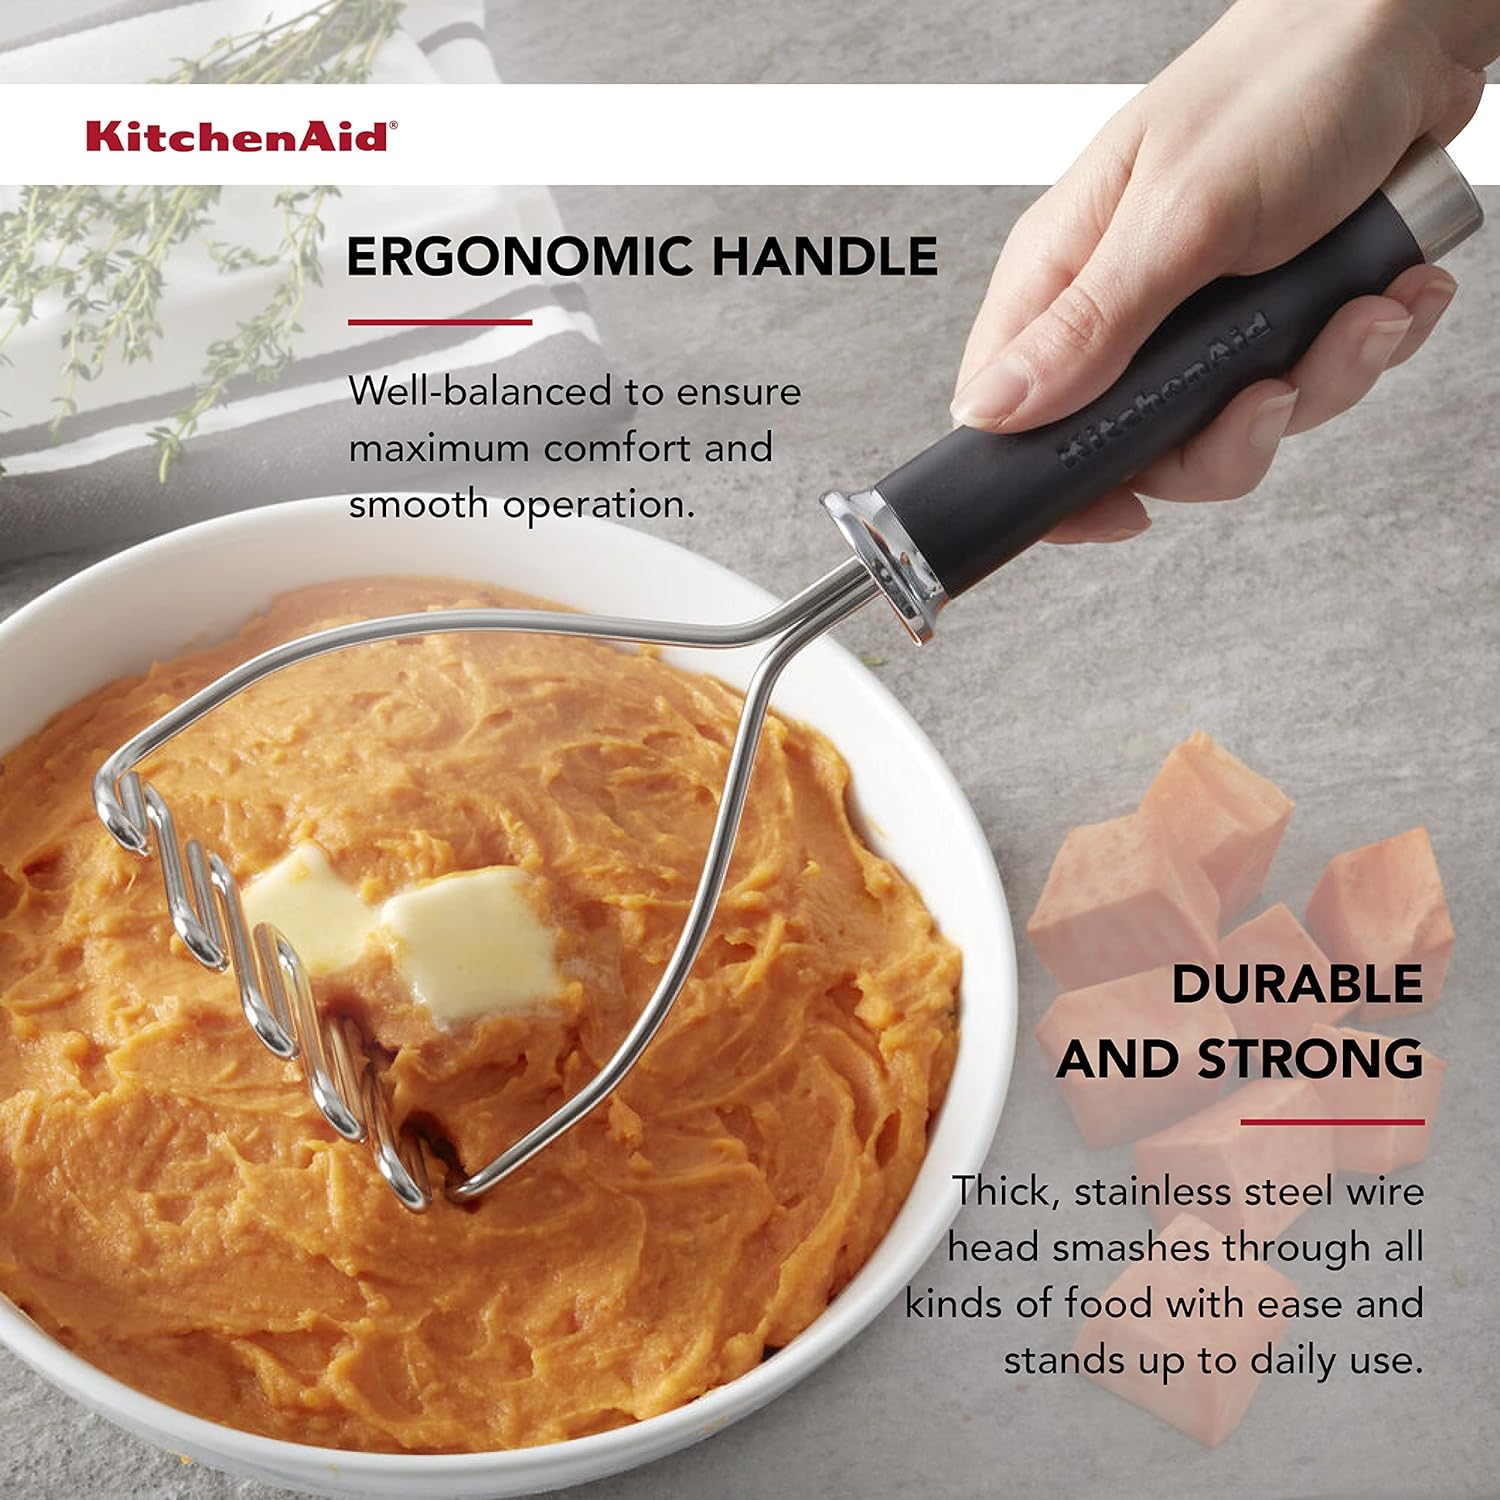 KitchenAid®
ERGONOMIC HANDLE
Well-balanced to ensure
maximum comfort and
smooth operation.
KitchenAid
DURABLE
AND STRONG
Thick, stainless steel wire
head smashes through all
kinds of food with ease and
stands up to daily use.